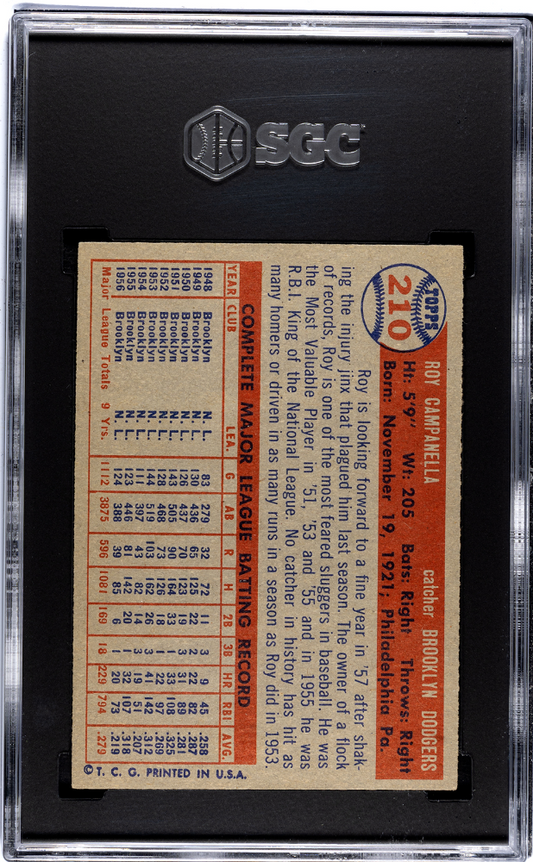 SGC
TOPPS
210
ROY CAMPANELLA catcher BROOKLYN DODGERS
Ht: 5'9" Wt: 205 Bats: Right Throws: Right
Born: November 19, 1921; Philadelphia Pa.
Roy is looking forward to a fine year in '57 after shak-
ing the injury jinx that plagued him last season. The owner of a flock
of records, Roy is one of the most feared sluggers in baseball. He was
the Most Valuable Player in '51, '53 and '55 and in 1955 he was
R.B.I. King of the National League. No catcher in history has hit as
many homers or driven in as many runs in a season as Roy did in 1953.
COMPLETE MAJOR LEAGUE BATTING RECORD
YEAR CLUB LEA. G AB R H 2B 3B HR RBI AVG.
1948 Brooklyn N. L. 83 279 32 72 11 3 9 45 .258
1949 Brooklyn N. L. 130 436 65 125 22 2 22 82 .287
1950 Brooklyn N. L. 126 437 70 123 19 3 31 89 .281
1951 Brooklyn N. L. 143 505 90 164 33 1 33 108 .325
1952 Brooklyn N. L. 128 468 73 126 18 1 22 97 .269
1953 Brooklyn N. L. 144 519 103 162 26 3 41 142 .312
1954 Brooklyn N. L. 111 397 43 82 14 3 19 51 .207
1955 Brooklyn N. L. 123 446 81 142 20 1 32 107 .318
1956 Brooklyn N. L. 124 388 39 85 6 1 20 73 .219
Major League Totals 9 Yrs. 1112 3875 596 1081 169 18 229 794 .279
© T. C. G. PRINTED IN U.S.A.